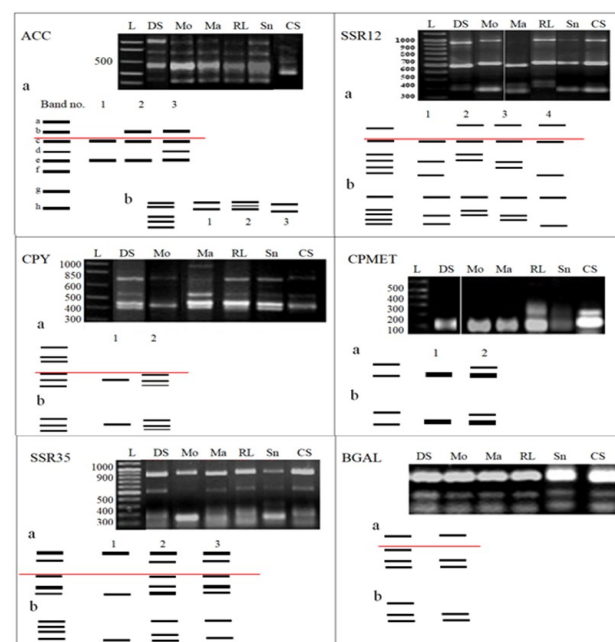 ACC
L DS Mo Ma RL Sn CS
500
a
Band no. 1 2 3
a
b
c
d
e
f
g
h
b
1 2 3
SSR12
L DS Mo Ma RL Sn CS
1000
900
800
700
600
500
400
300
a
1 2 3 4
b
CPY
L DS Mo Ma RL Sn CS
1000
850
600
500
400
300
a
1 2
b
CPMET
L DS Mo Ma RL Sn CS
500
400
300
200
100
a
1 2
b
SSR35
L DS Mo Ma RL Sn CS
1000
900
700
500
400
300
a
1 2 3
b
BGAL
DS Mo Ma RL Sn CS
a
b